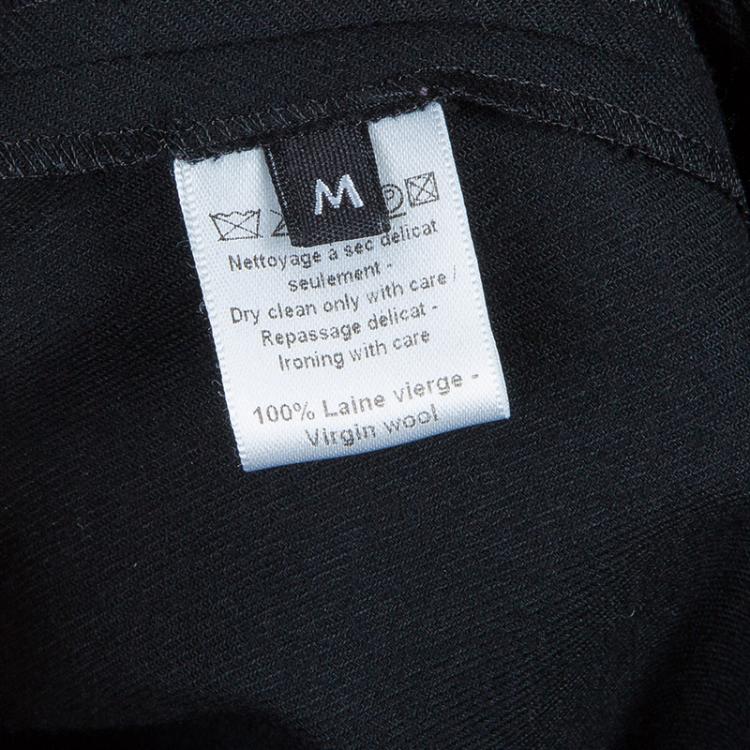 M
Nettoyage a sec delicat
seulement -
Dry clean only with care /
Repassage delicat -
Ironing with care
100% Laine vierge -
Virgin wool